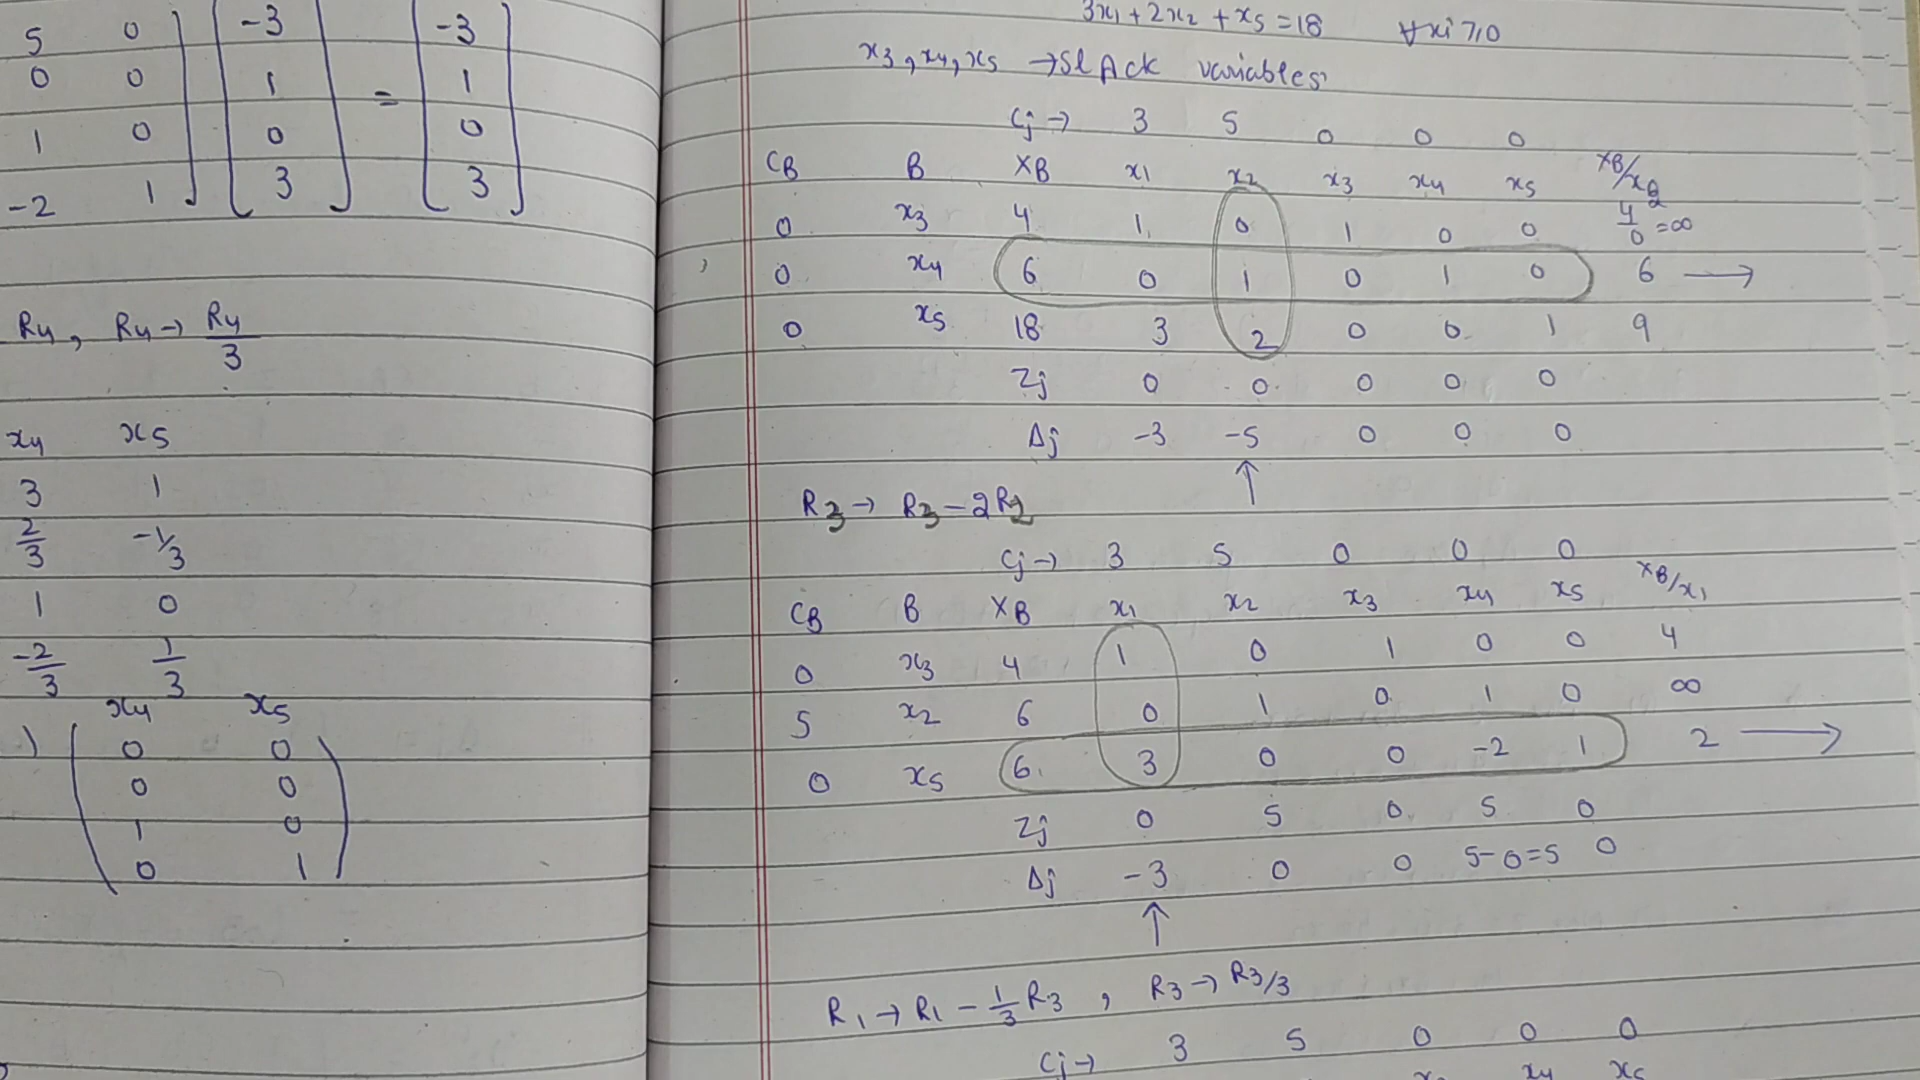 5 0 -3 -3
0 0 1 = 1
1 0 0 0
-2 1 3 3
R4, R4 → R4/3
x4 x5
3 1
2/3 -1/3
1 0
-2/3 1/3
x4 x5
) 0 0
0 0
1 0
0 1
3x1 + 2x2 + x5 = 18 ∀ xi ≥ 0
x3, x4, x5 → Slack variables
Cj → 3 5 0 0 0
CB B XB x1 x2 x3 x4 x5 XB/x2
0 x3 4 1 0 1 0 0 4/0 = ∞
0 x4 6 0 1 0 1 0 6 →
0 x5 18 3 2 0 0 1 9
Zj 0 0 0 0 0
Δj -3 -5 0 0 0
↑
R3 → R3 - 2R2
Cj → 3 5 0 0 0
CB B XB x1 x2 x3 x4 x5 XB/x1
0 x3 4 1 0 1 0 0 4
5 x2 6 0 1 0 1 0 ∞
0 x5 6 3 0 0 -2 1 2 →
Zj 0 5 0 5 0
Δj -3 0 0 5-0=5 0
↑
R1 → R1 - 1/3 R3 , R3 → R3/3
Cj → 3 5 0 0 0
x4 x5